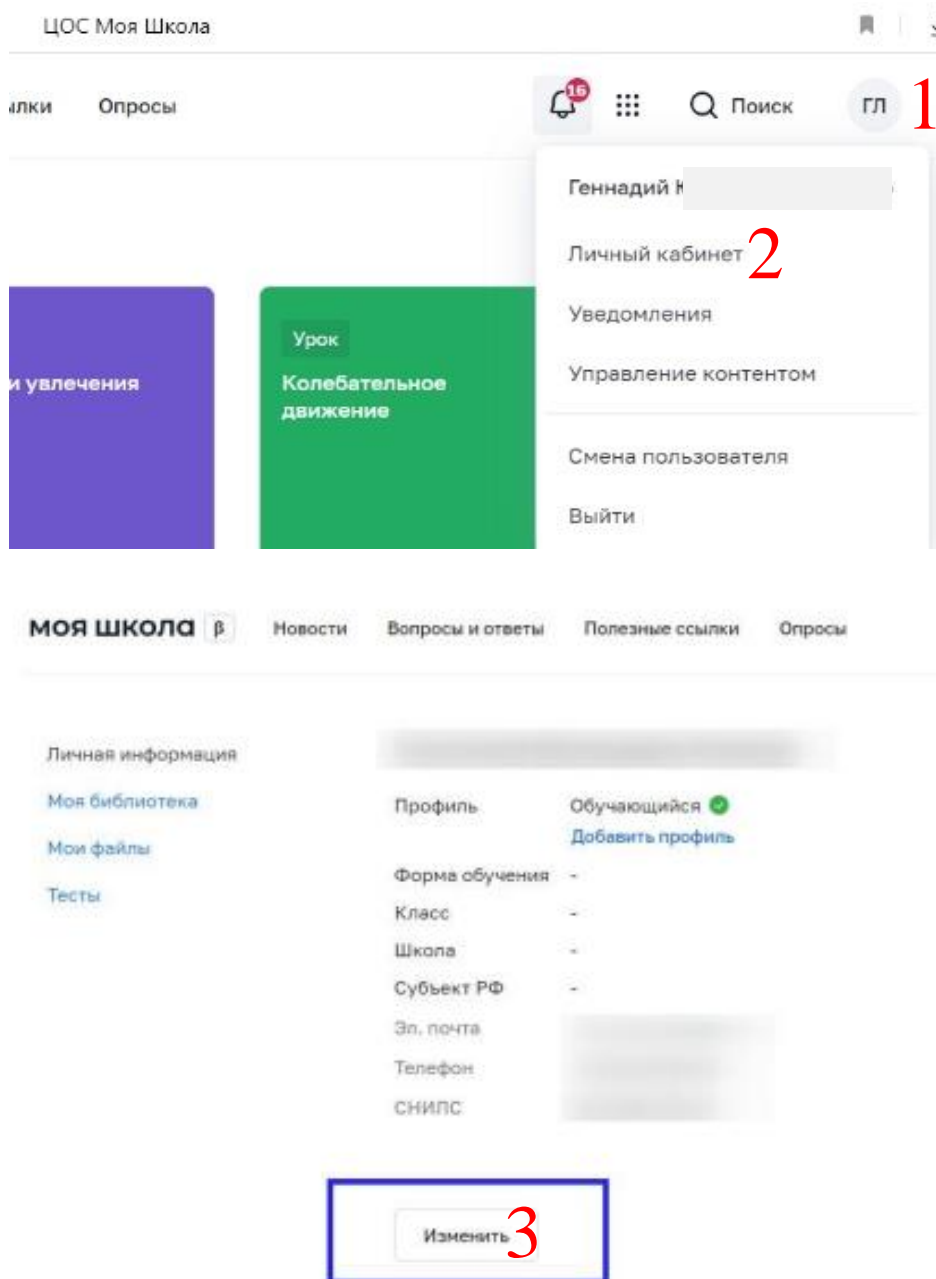 ЦОС Моя Школа
Опросы
16
Поиск
ГЛ
1
Геннадий К
Личный кабинет 2
Уведомления
Управление контентом
Смена пользователя
Выйти
и увлечения
Урок
Колебательное
движение
моя школа β
Новости
Вопросы и ответы
Полезные ссылки
Опросы
Личная информация
Моя библиотека
Мои файлы
Тесты
Профиль Обучающийся
Добавить профиль
Форма обучения -
Класс -
Школа -
Субъект РФ -
Эл. почта
Телефон
СНИЛС
Изменить 3